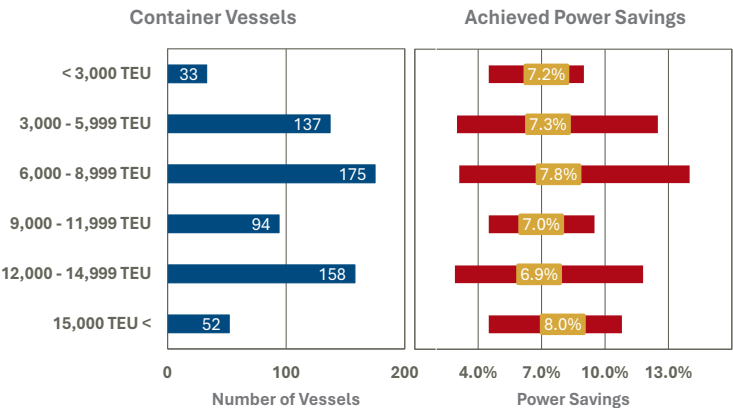 Container Vessels
Achieved Power Savings
< 3,000 TEU 33 7.2%
3,000 - 5,999 TEU 137 7.3%
6,000 - 8,999 TEU 175 7.8%
9,000 - 11,999 TEU 94 7.0%
12,000 - 14,999 TEU 158 6.9%
15,000 TEU < 52 8.0%
0 100 200 4.0% 7.0% 10.0% 13.0%
Number of Vessels
Power Savings